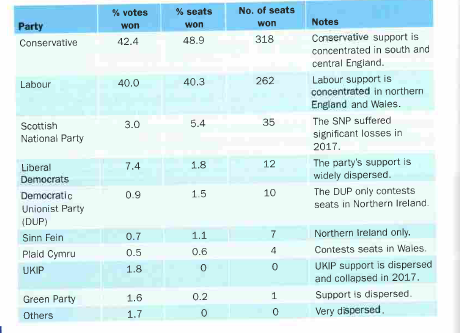 Party % votes won % seats won No. of seats won Notes
Conservative 42.4 48.9 318 Conservative support is
concentrated in south and
central England.
Labour 40.0 40.3 262 Labour support is
concentrated in northern
England and Wales.
Scottish National Party 3.0 5.4 35 The SNP suffered
significant losses in
2017.
Liberal Democrats 7.4 1.8 12 The party's support is
widely dispersed.
Democratic Unionist Party (DUP) 0.9 1.5 10 The DUP only contests
seats in Northern Ireland.
Sinn Fein 0.7 1.1 7 Northern Ireland only.
Plaid Cymru 0.5 0.6 4 Contests seats in Wales.
UKIP 1.8 0 0 UKIP support is dispersed
and collapsed in 2017.
Green Party 1.6 0.2 1 Support is dispersed.
Others 1.7 0 0 Very dispersed.